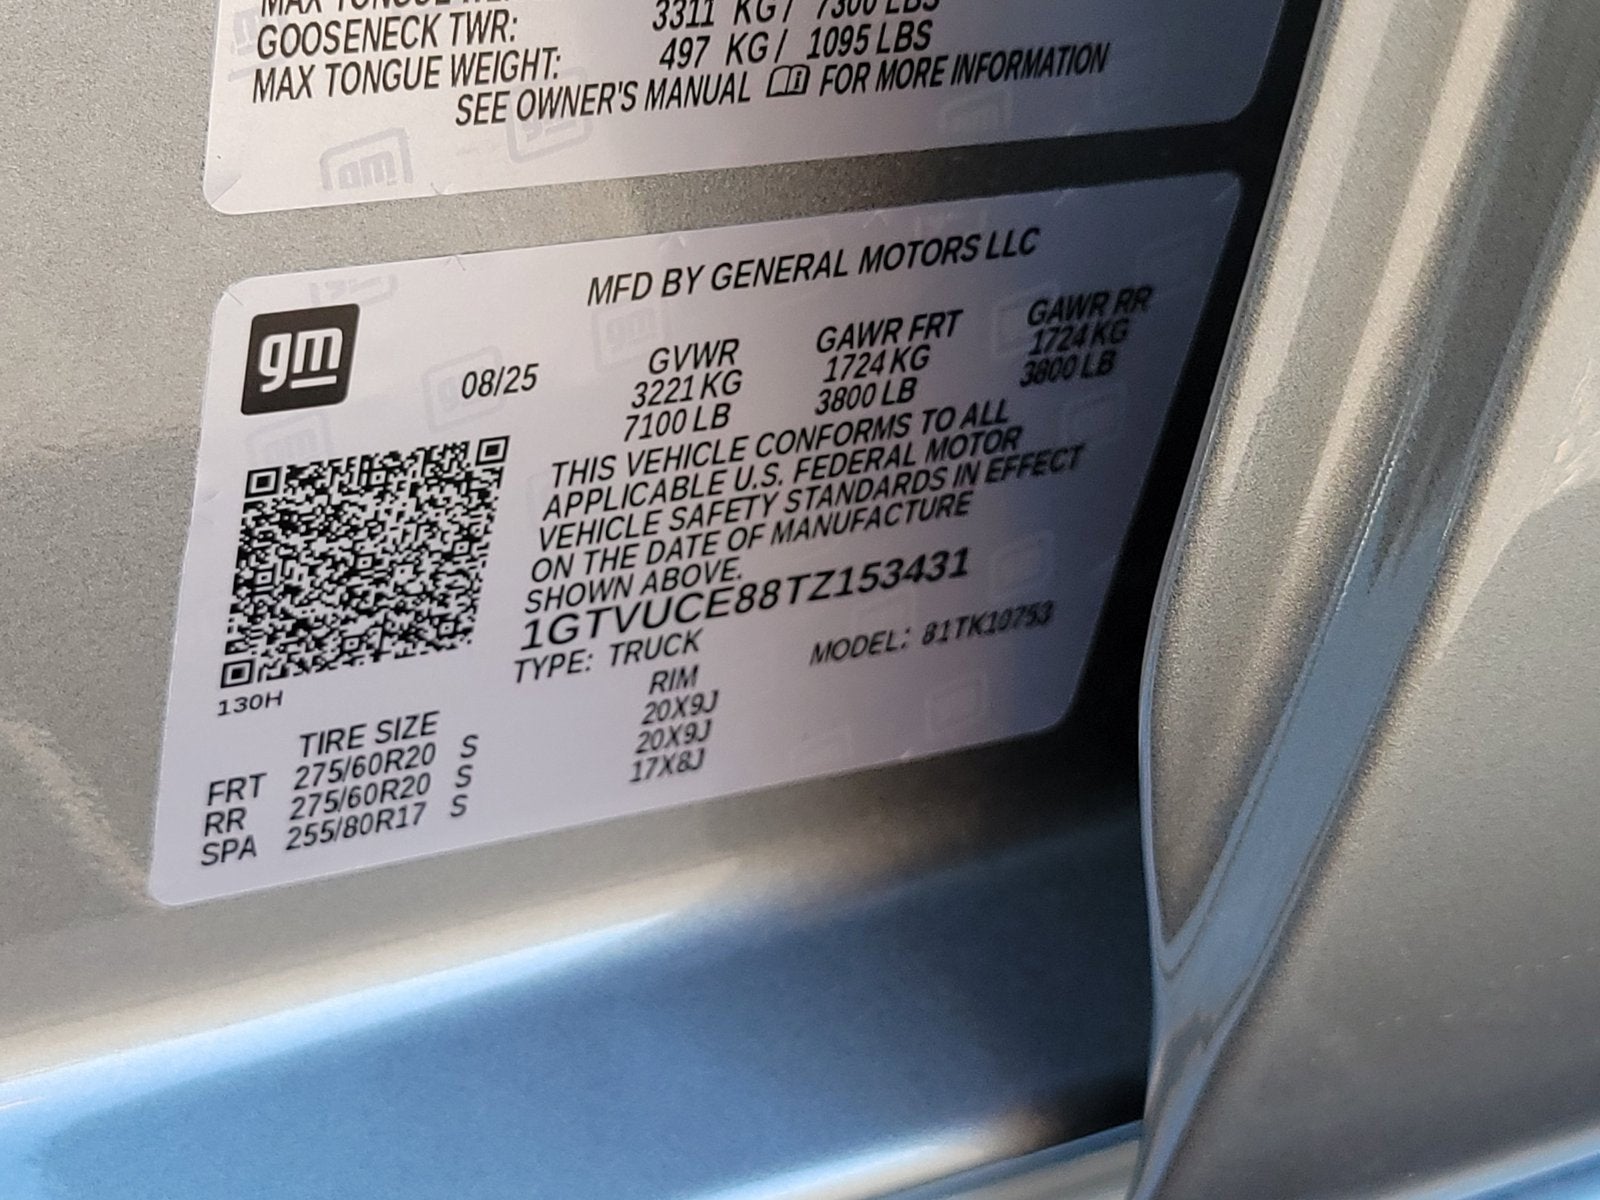 MAX TONGUE
3311 KG / 7300 LBS
GOOSENECK TWR:
497 KG / 1095 LBS
MAX TONGUE WEIGHT:
SEE OWNER'S MANUAL FOR MORE INFORMATION
MFD BY GENERAL MOTORS LLC
gm
08/25
GVWR GAWR FRT GAWR RR
3221 KG 1724 KG 1724 KG
7100 LB 3800 LB 3800 LB
THIS VEHICLE CONFORMS TO ALL
APPLICABLE U.S. FEDERAL MOTOR
VEHICLE SAFETY STANDARDS IN EFFECT
ON THE DATE OF MANUFACTURE
SHOWN ABOVE.
1GTVUCE88TZ153431
TYPE: TRUCK MODEL: 81TK10753
130H
TIRE SIZE RIM
FRT 275/60R20 S 20X9J
RR 275/60R20 S 20X9J
SPA 255/80R17 S 17X8J